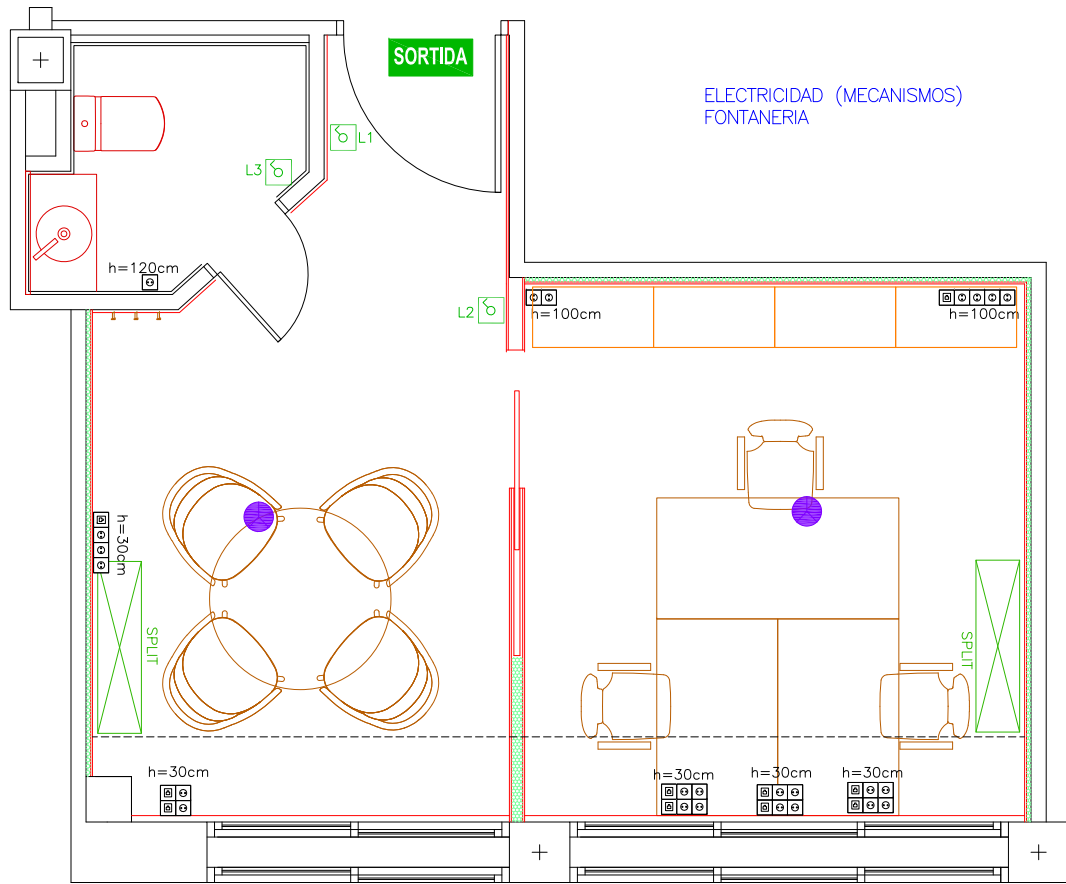 SORTIDA
ELECTRICIDAD (MECANISMOS)
FONTANERIA
L1
L3
h=120cm
L2
h=100cm
h=100cm
h=30cm
SPLIT
SPLIT
h=30cm
h=30cm
h=30cm
h=30cm